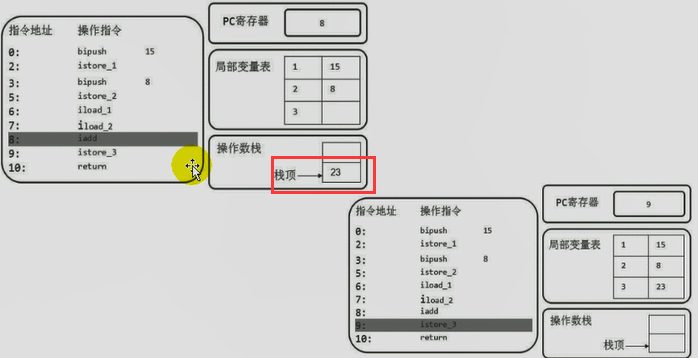 指令地址 操作指令
0: bipush 15
2: istore_1
3: bipush 8
5: istore_2
6: iload_1
7: iload_2
8: iadd
9: istore_3
10: return
PC寄存器 8
局部变量表
1 15
2 8
3
操作数栈
栈顶 23
指令地址 操作指令
0: bipush 15
2: istore_1
3: bipush 8
5: istore_2
6: iload_1
7: iload_2
8: iadd
9: istore_3
10: return
PC寄存器 9
局部变量表
1 15
2 8
3 23
操作数栈
栈顶